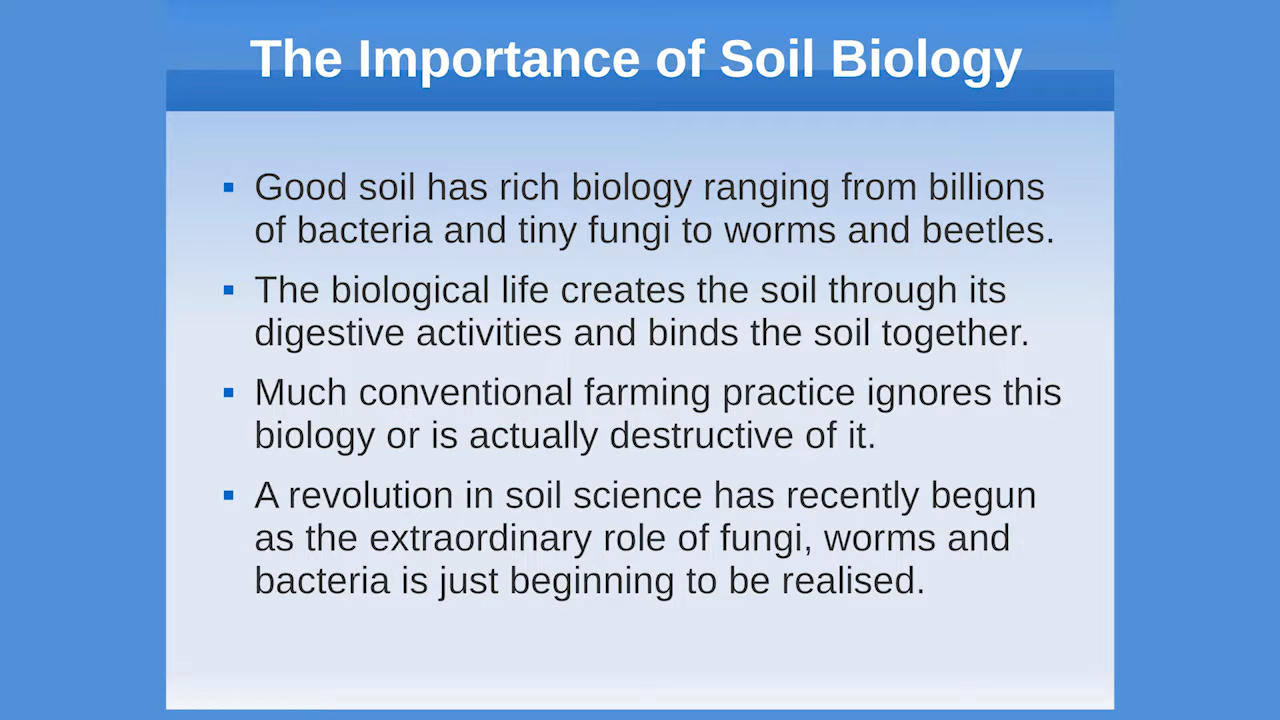 The Importance of Soil Biology
▪ Good soil has rich biology ranging from billions
of bacteria and tiny fungi to worms and beetles.
▪ The biological life creates the soil through its
digestive activities and binds the soil together.
▪ Much conventional farming practice ignores this
biology or is actually destructive of it.
▪ A revolution in soil science has recently begun
as the extraordinary role of fungi, worms and
bacteria is just beginning to be realised.